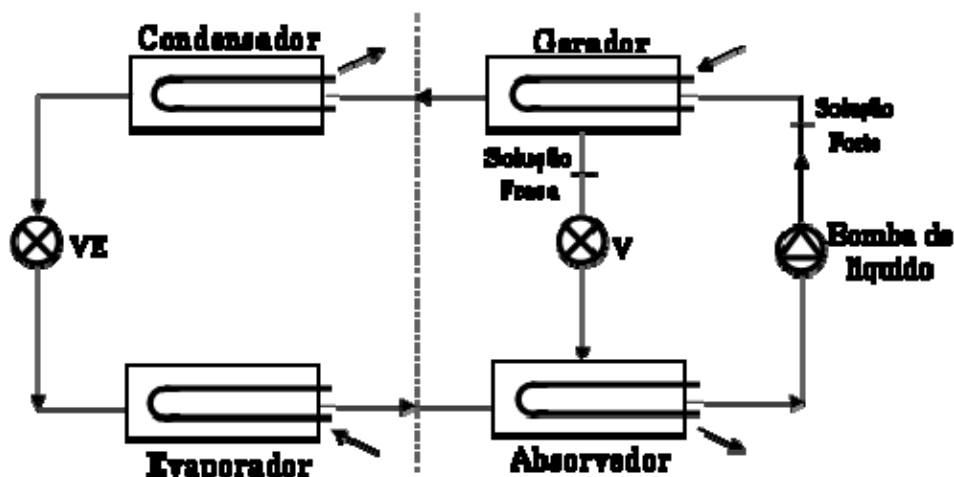 Condensador
Gerador
Solução
Forte
Solução
Fraca
VE
V
Bomba de
líquido
Evaporador
Absorvedor